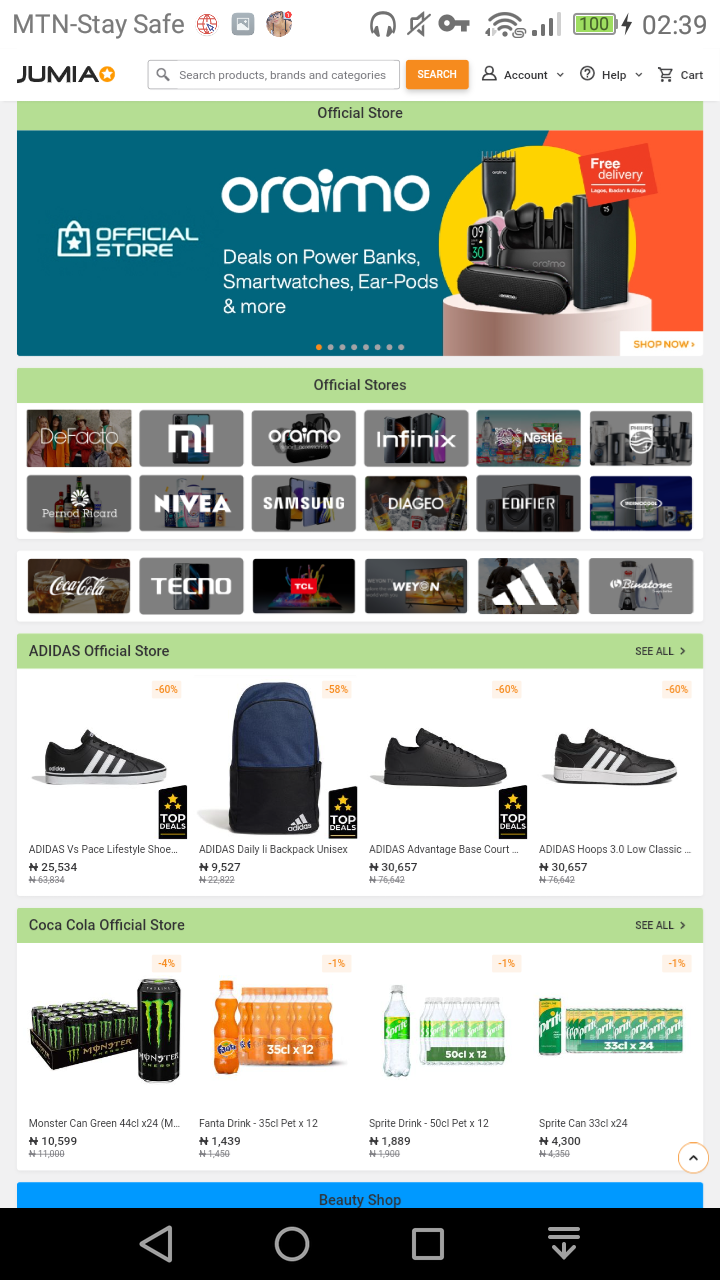 MTN-Stay Safe 100 02:39
JUMIA Search products, brands and categories SEARCH Account Help Cart
Official Store
OFFICIAL
STORE
oraimo
Deals on Power Banks,
Smartwatches, Ear-Pods
& more
Free
delivery
Lagos, Ibadan & Abuja
SHOP NOW ›
Official Stores
DeFacto
oraimo
Infinix
Nestlé
PHILIPS
Pernod Ricard
NIVEA
SAMSUNG
DIAGEO
EDIFIER
Coca-Cola
TECNO
TCL
WEYON
Binatone
ADIDAS Official Store SEE ALL
-60% -58% -60% -60%
adidas
adidas
TOP
DEALS
TOP
DEALS
TOP
DEALS
ADIDAS Vs Pace Lifestyle Shoe... ADIDAS Daily Ii Backpack Unisex ADIDAS Advantage Base Court ... ADIDAS Hoops 3.0 Low Classic ...
₦ 25,534 ₦ 9,527 ₦ 30,657 ₦ 30,657
₦ 63,834 ₦ 22,822 ₦ 76,642 ₦ 76,642
Coca Cola Official Store SEE ALL
-4% -1% -1% -1%
MONSTER
ENERGY
MONSTER
ENERGY
Fanta
35cl x 12
Sprite
50cl x 12
Sprite
33cl x 24
Monster Can Green 44cl x24 (M... Fanta Drink - 35cl Pet x 12 Sprite Drink - 50cl Pet x 12 Sprite Can 33cl x24
₦ 10,599 ₦ 1,439 ₦ 1,889 ₦ 4,300
₦ 11,000 ₦ 1,450 ₦ 1,900 ₦ 4,350
Beauty Shop